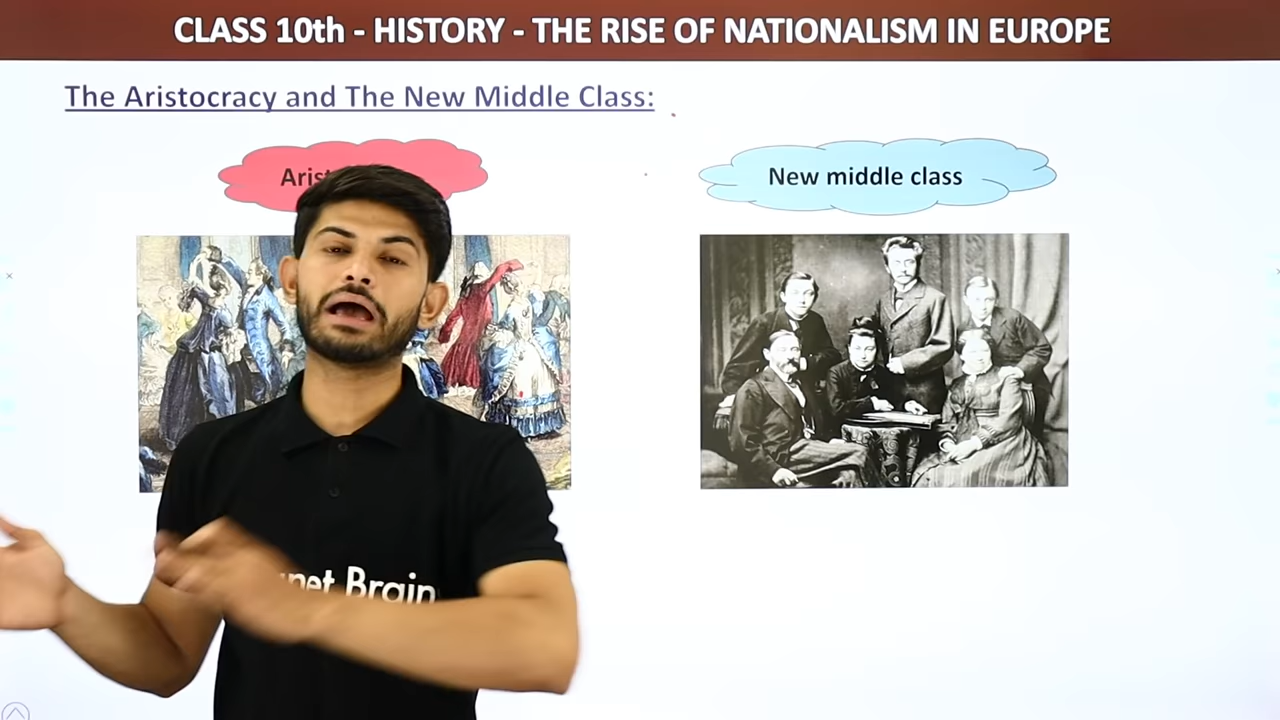 CLASS 10th - HISTORY - THE RISE OF NATIONALISM IN EUROPE
The Aristocracy and The New Middle Class:
New middle class